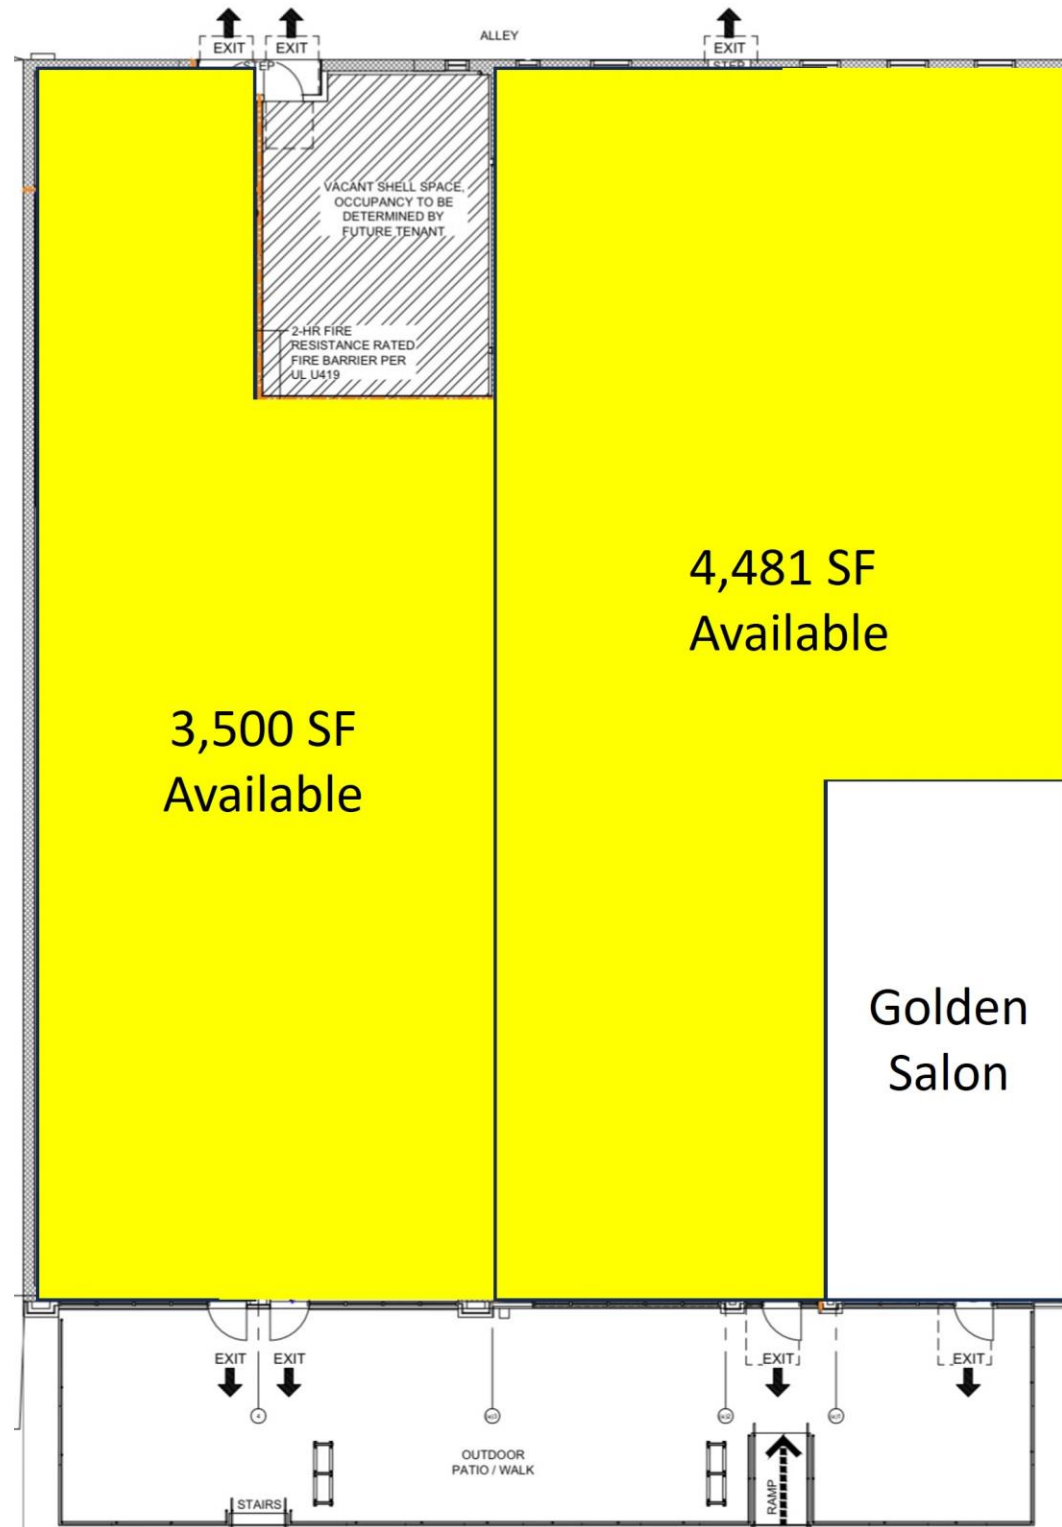 ALLEY
EXIT
EXIT
EXIT
STEP
STEP
VACANT SHELL SPACE,
OCCUPANCY TO BE
DETERMINED BY
FUTURE TENANT
2-HR FIRE
RESISTANCE RATED
FIRE BARRIER PER
UL U419
4,481 SF
Available
3,500 SF
Available
Golden
Salon
EXIT
EXIT
EXIT
EXIT
OUTDOOR
PATIO / WALK
STAIRS
RAMP